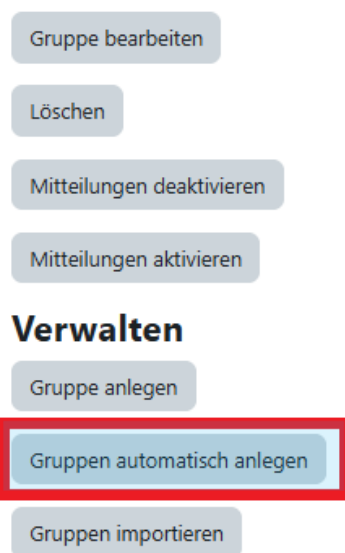 Gruppe bearbeiten
Löschen
Mitteilungen deaktivieren
Mitteilungen aktivieren
Verwalten
Gruppe anlegen
Gruppen automatisch anlegen
Gruppen importieren